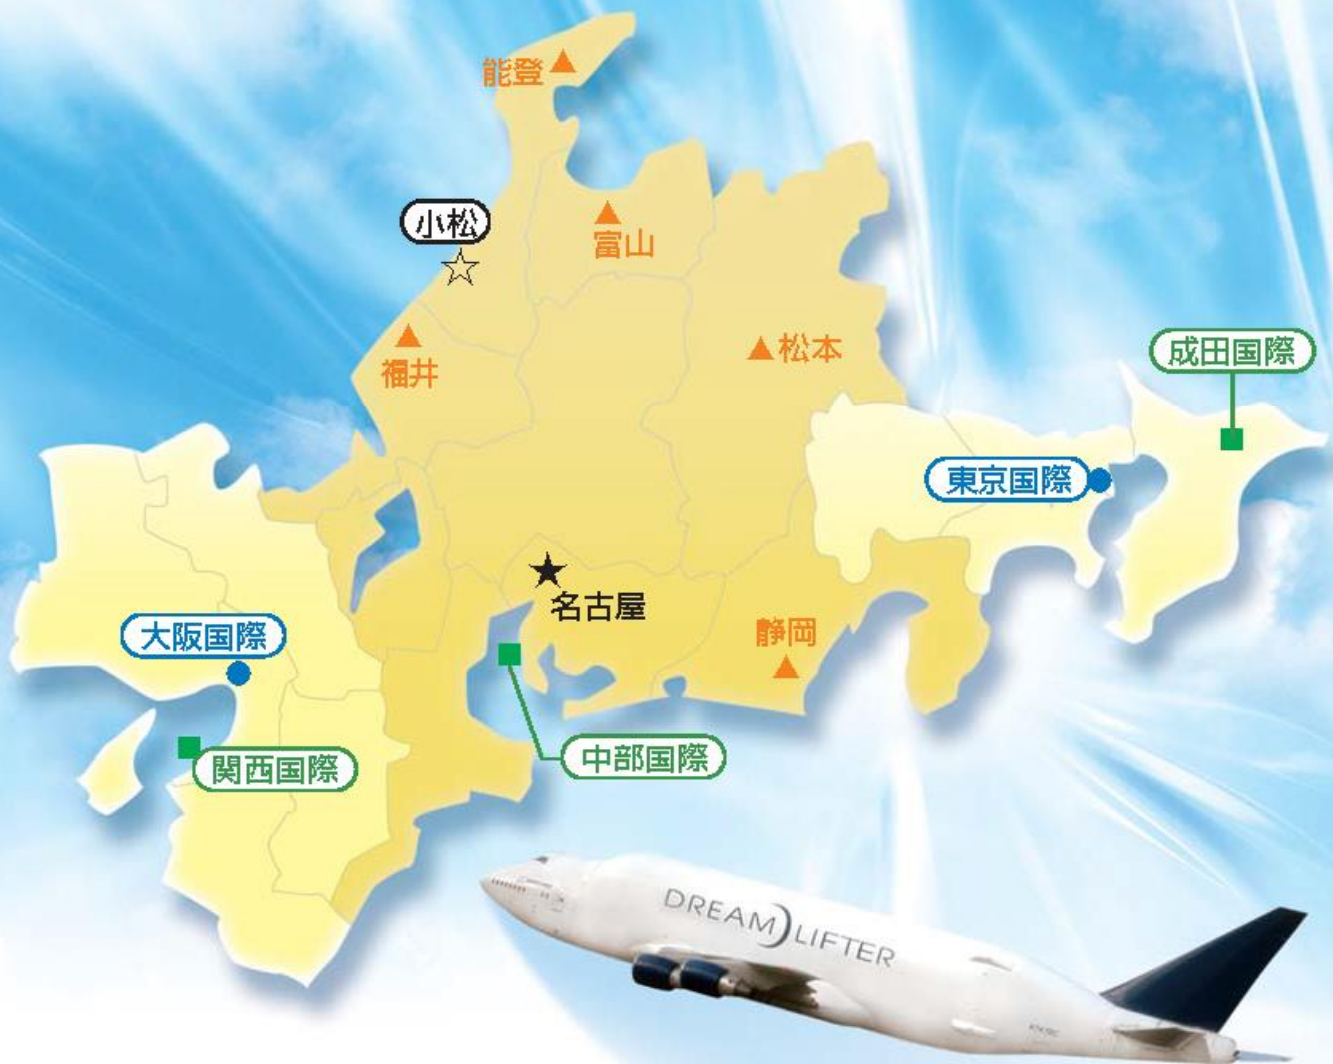 能登
小松
富山
松本
福井
成田国際
東京国際
名古屋
大阪国際
静岡
中部国際
関西国際
DREAM LIFTER